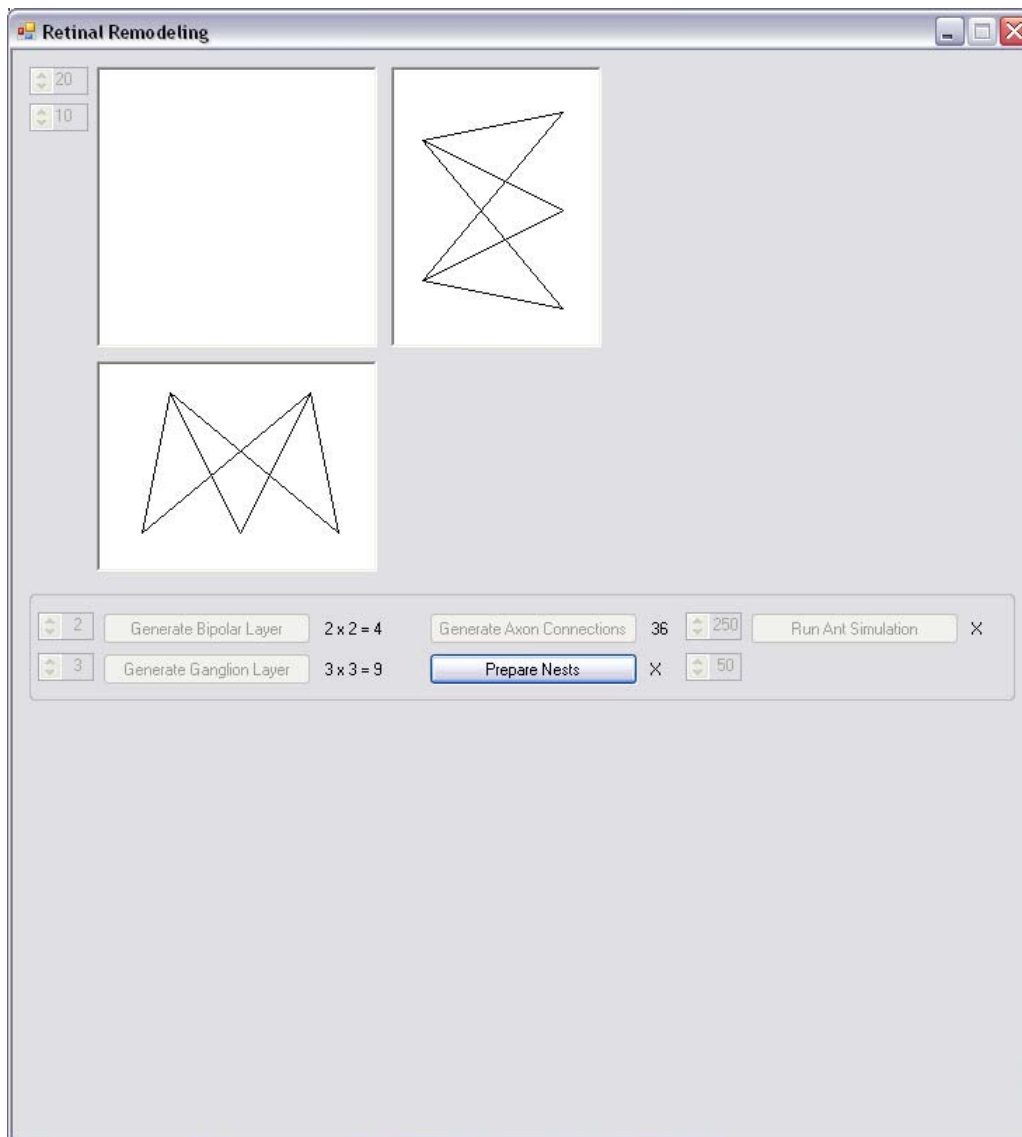 Retinal Remodeling
20
10
2 Generate Bipolar Layer 2 x 2 = 4 Generate Axon Connections 36 250 Run Ant Simulation X
3 Generate Ganglion Layer 3 x 3 = 9 Prepare Nests X 50